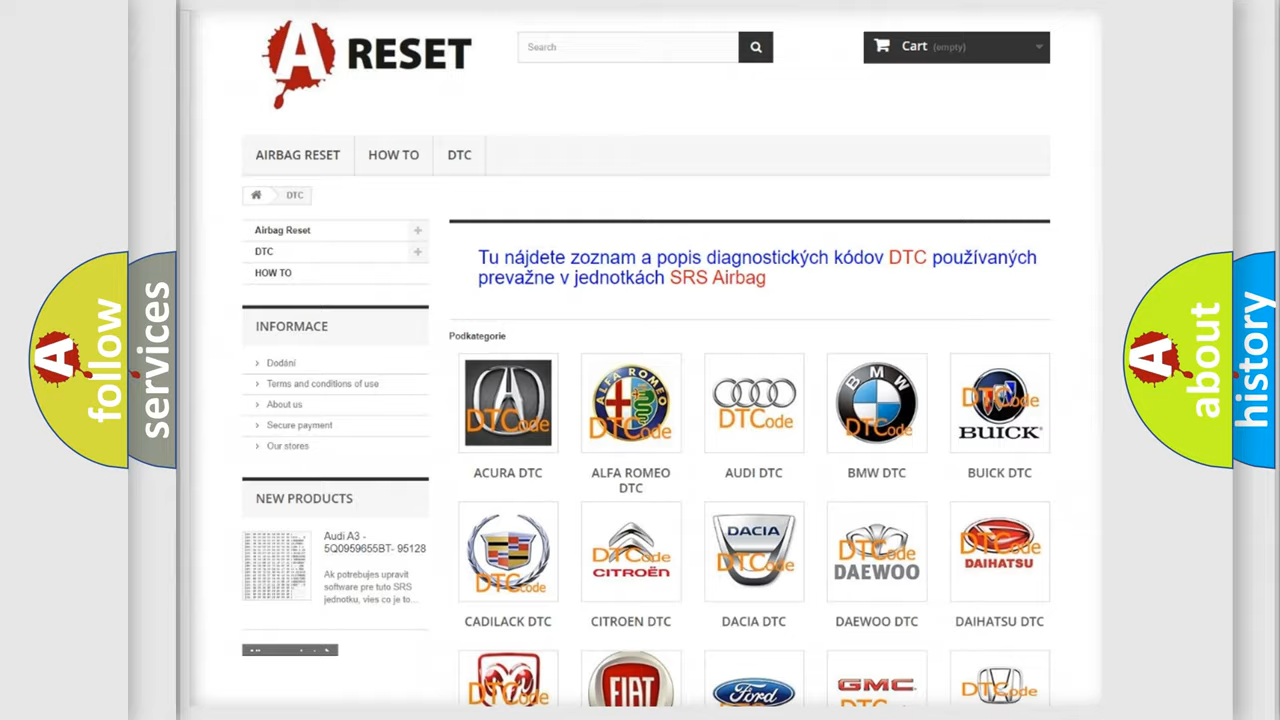 A RESET
Search
Cart (empty)
AIRBAG RESET
HOW TO
DTC
DTC
Airbag Reset
DTC
HOW TO
INFORMACE
Dodání
Terms and conditions of use
About us
Secure payment
Our stores
NEW PRODUCTS
Audi A3 -
5Q0959655BT- 95128
Ak potrebujes upravit
software pre tuto SRS
jednotku, vies co je to...
Tu nájdete zoznam a popis diagnostických kódov DTC používaných
prevažne v jednotkách SRS Airbag
Podkategorie
DTCode
ALFA ROMEO
DTCode
DTCode
BMW
DTCode
DTCode
BUICK
ACURA DTC
ALFA ROMEO
DTC
AUDI DTC
BMW DTC
BUICK DTC
DTCode
DTCode
CITROËN
DACIA
DTCode
DTCode
DAEWOO
DTCode
DAIHATSU
CADILACK DTC
CITROEN DTC
DACIA DTC
DAEWOO DTC
DAIHATSU DTC
DTCode
FIAT
Ford
GMC
DTCode
A follow
services
A about
history